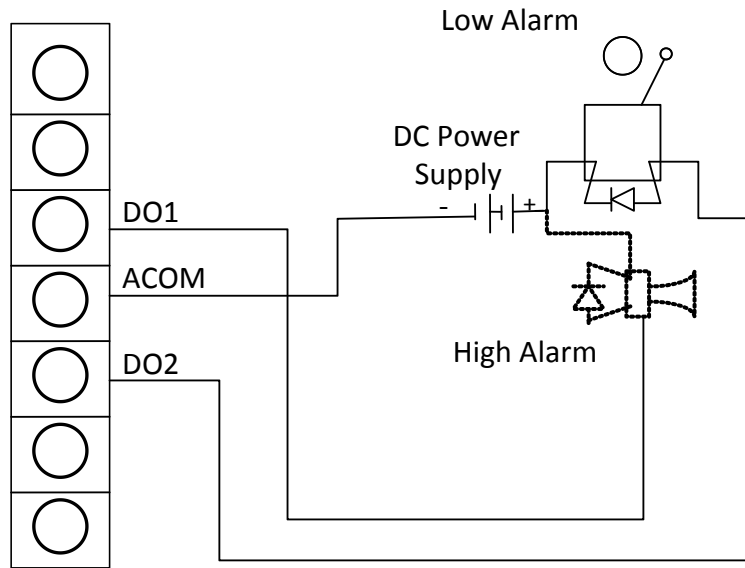 Low Alarm
DC Power
Supply
- +
DO1
ACOM
High Alarm
DO2